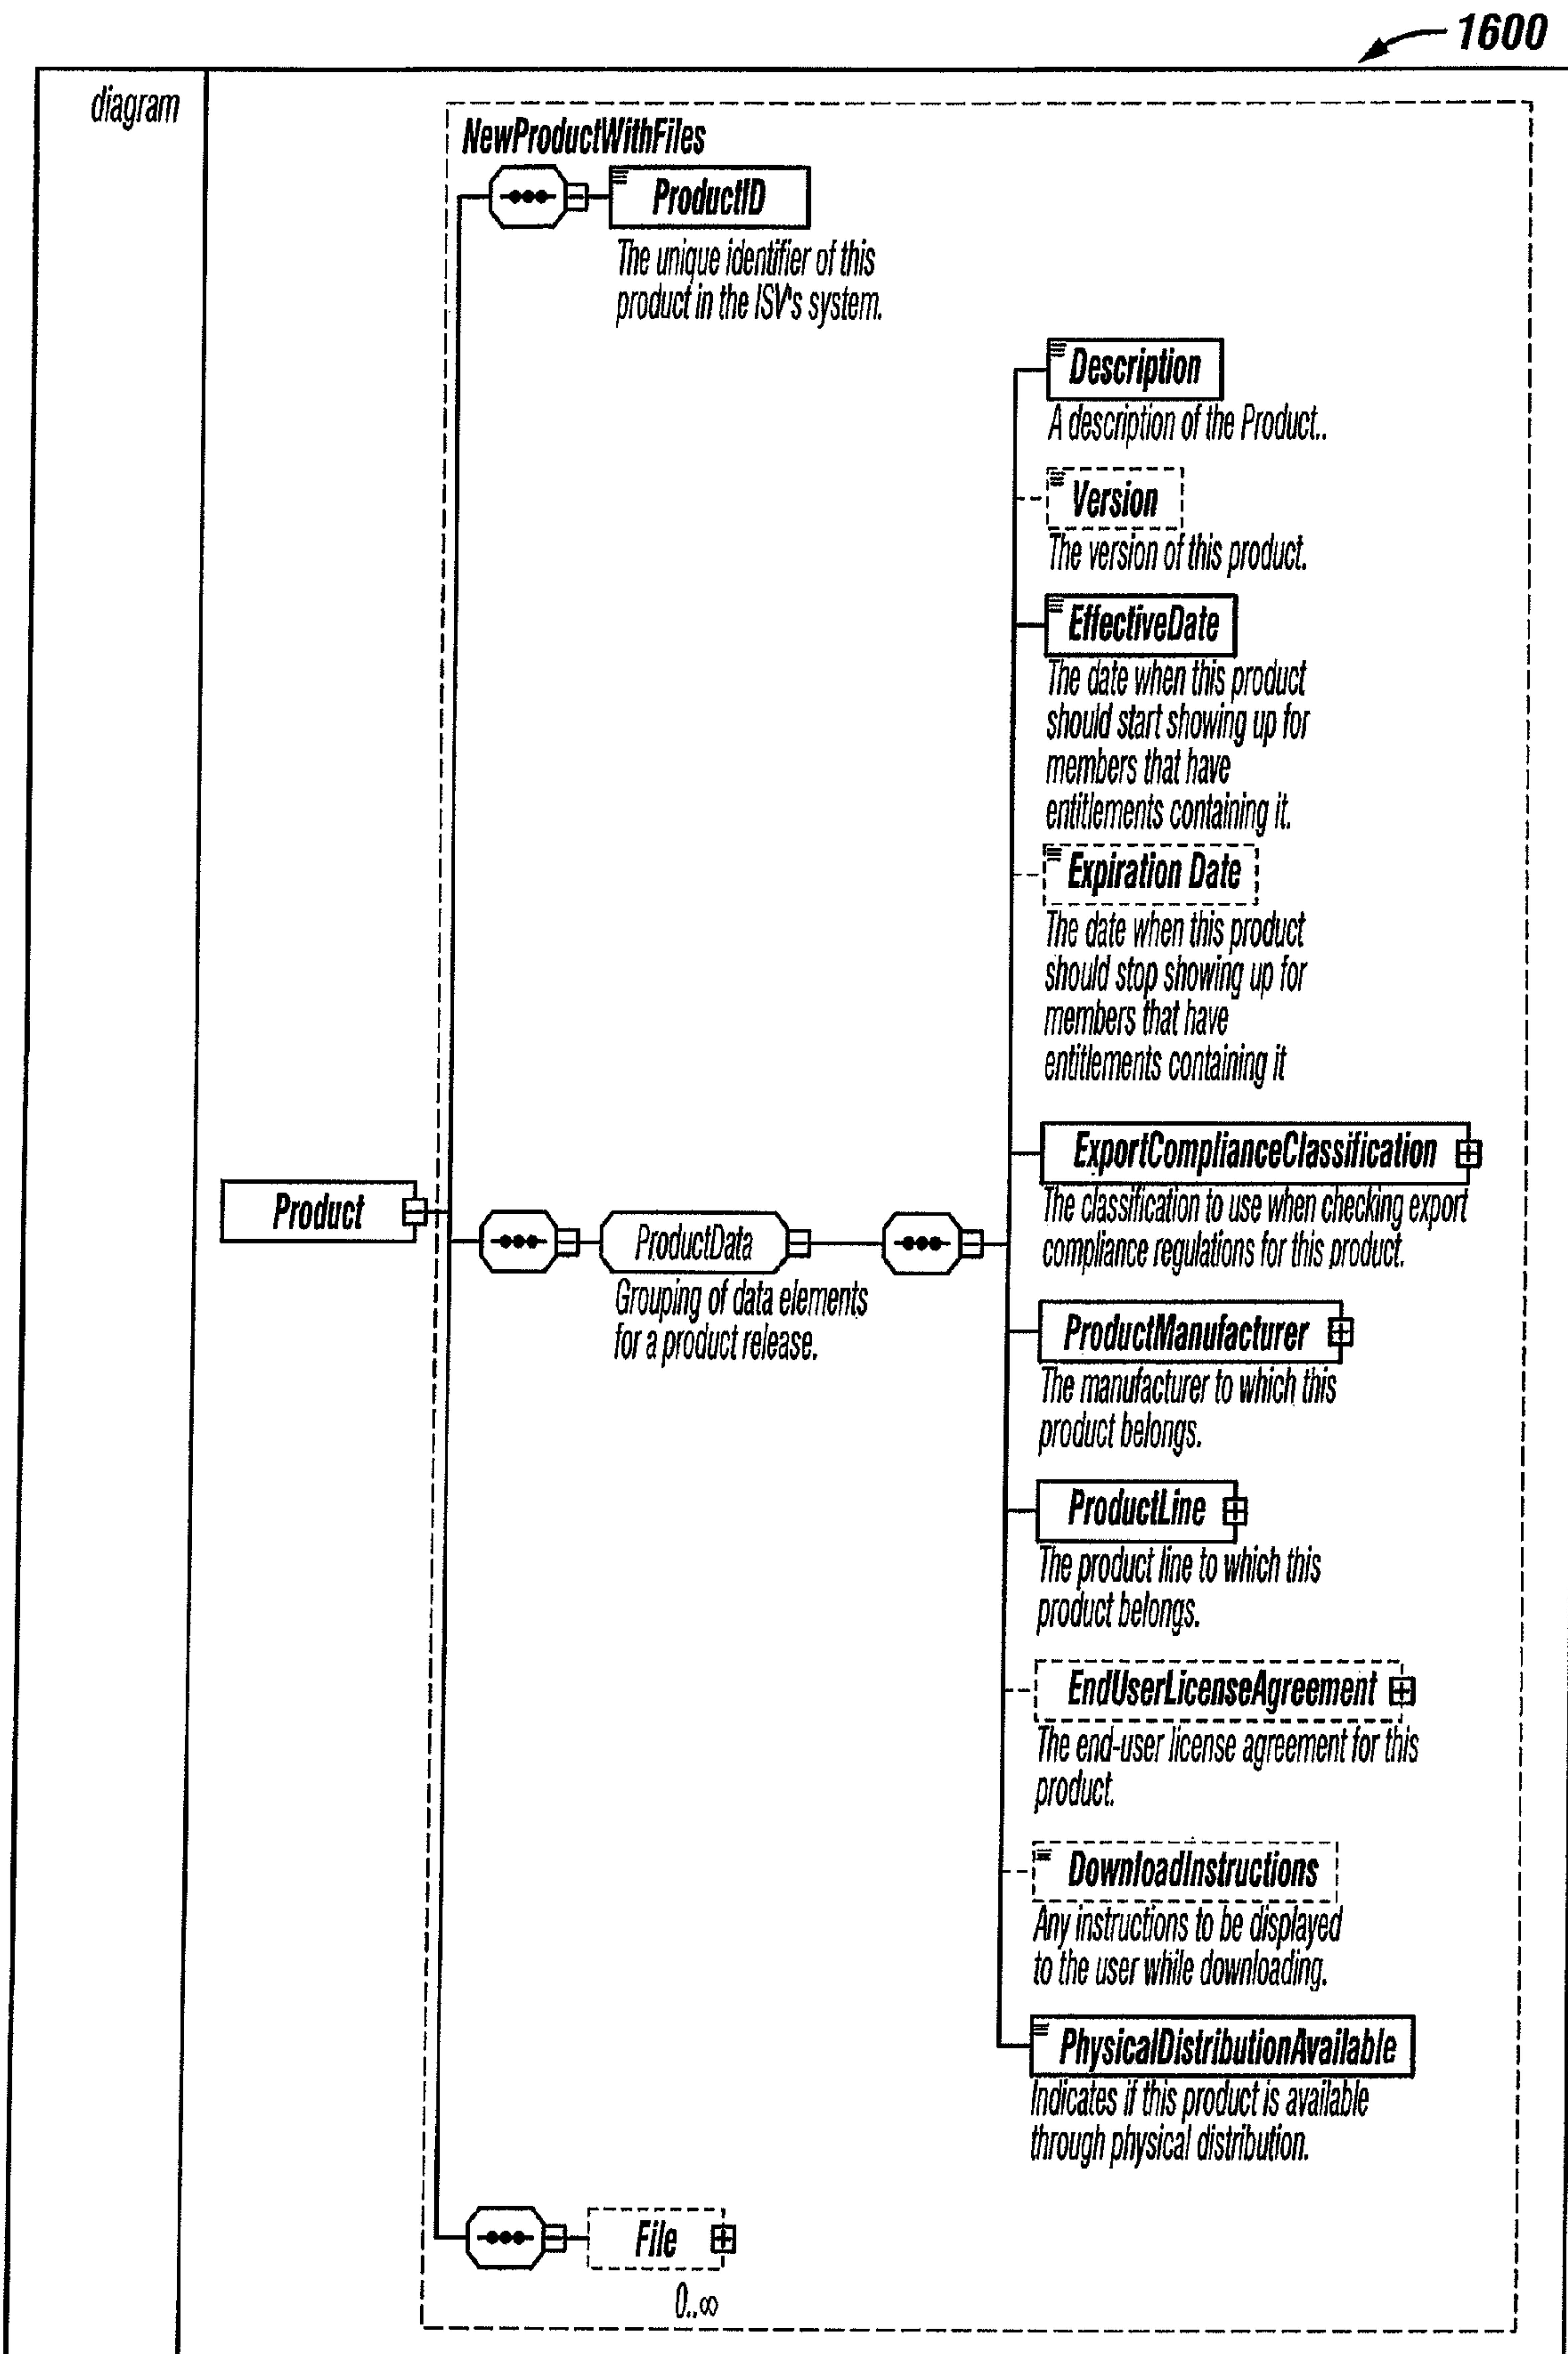 1600
diagram
NewProductWithFiles
ProductID
The unique identifier of this
product in the ISV's system.
Description
A description of the Product..
Version
The version of this product.
EffectiveDate
The date when this product
should start showing up for
members that have
entitlements containing it.
Expiration Date
The date when this product
should stop showing up for
members that have
entitlements containing it
ExportComplianceClassification
The classification to use when checking export
compliance regulations for this product.
Product
ProductData
Grouping of data elements
for a product release.
ProductManufacturer
The manufacturer to which this
product belongs.
ProductLine
The product line to which this
product belongs.
EndUserLicenseAgreement
The end-user license agreement for this
product.
DownloadInstructions
Any instructions to be displayed
to the user while downloading.
PhysicalDistributionAvailable
Indicates if this product is available
through physical distribution.
File
0..∞